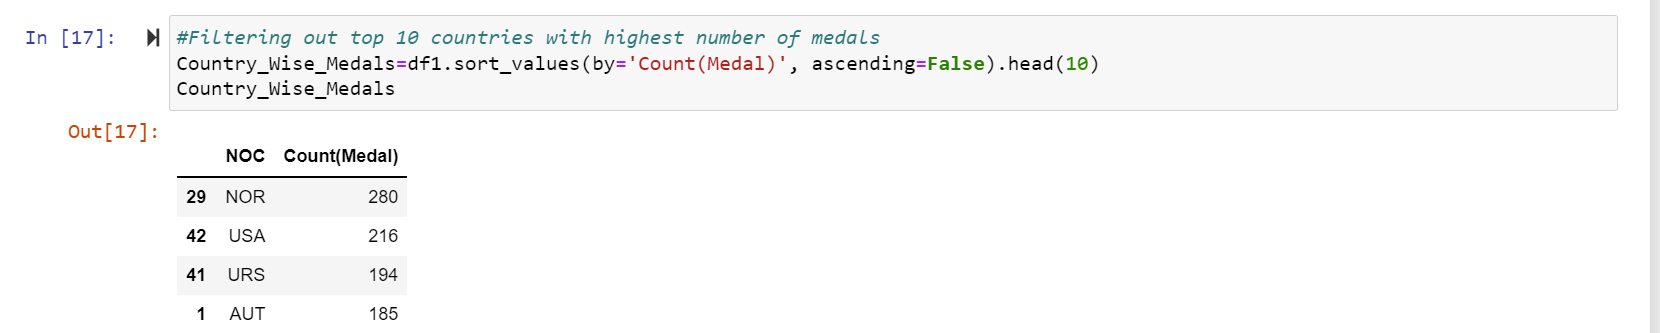 In [17]:
#Filtering out top 10 countries with highest number of medals
Country_Wise_Medals=df1.sort_values(by='Count(Medal)', ascending=False).head(10)
Country_Wise_Medals
Out[17]:
NOC Count(Medal)
29 NOR 280
42 USA 216
41 URS 194
1 AUT 185